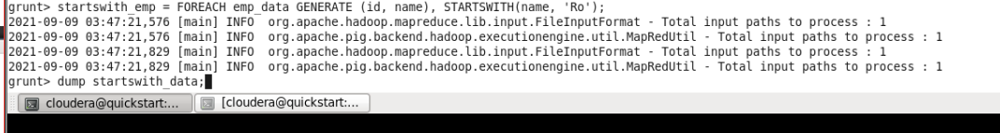 grunt> startswith_emp = FOREACH emp_data GENERATE (id, name), STARTSWITH(name, 'Ro');
2021-09-09 03:47:21,576 [main] INFO  org.apache.hadoop.mapreduce.lib.input.FileInputFormat - Total input paths to process : 1
2021-09-09 03:47:21,576 [main] INFO  org.apache.pig.backend.hadoop.executionengine.util.MapRedUtil - Total input paths to process : 1
2021-09-09 03:47:21,829 [main] INFO  org.apache.hadoop.mapreduce.lib.input.FileInputFormat - Total input paths to process : 1
2021-09-09 03:47:21,829 [main] INFO  org.apache.pig.backend.hadoop.executionengine.util.MapRedUtil - Total input paths to process : 1
grunt> dump startswith_data;
cloudera@quickstart:... [cloudera@quickstart:...